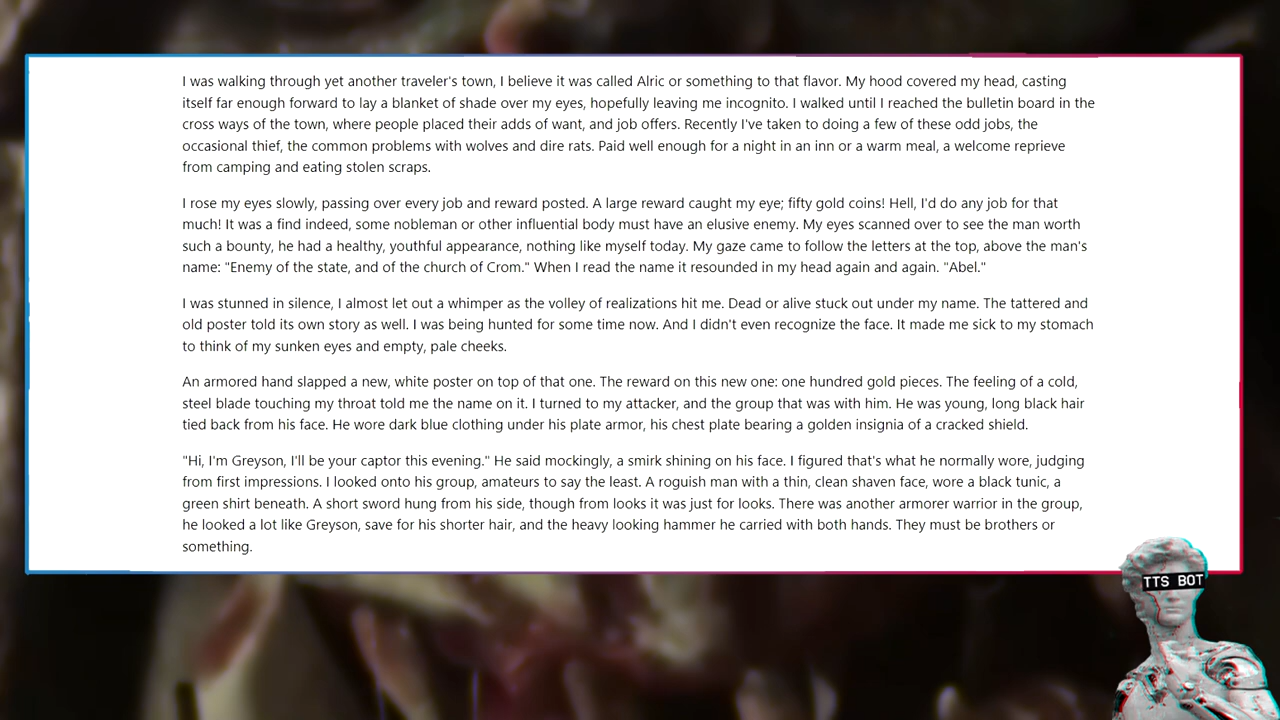 I was walking through yet another traveler's town, I believe it was called Alric or something to that flavor. My hood covered my head, casting
itself far enough forward to lay a blanket of shade over my eyes, hopefully leaving me incognito. I walked until I reached the bulletin board in the
cross ways of the town, where people placed their adds of want, and job offers. Recently I've taken to doing a few of these odd jobs, the
occasional thief, the common problems with wolves and dire rats. Paid well enough for a night in an inn or a warm meal, a welcome reprieve
from camping and eating stolen scraps.
I rose my eyes slowly, passing over every job and reward posted. A large reward caught my eye; fifty gold coins! Hell, I'd do any job for that
much! It was a find indeed, some nobleman or other influential body must have an elusive enemy. My eyes scanned over to see the man worth
such a bounty, he had a healthy, youthful appearance, nothing like myself today. My gaze came to follow the letters at the top, above the man's
name: "Enemy of the state, and of the church of Crom." When I read the name it resounded in my head again and again. "Abel."
I was stunned in silence, I almost let out a whimper as the volley of realizations hit me. Dead or alive stuck out under my name. The tattered and
old poster told its own story as well. I was being hunted for some time now. And I didn't even recognize the face. It made me sick to my stomach
to think of my sunken eyes and empty, pale cheeks.
An armored hand slapped a new, white poster on top of that one. The reward on this new one: one hundred gold pieces. The feeling of a cold,
steel blade touching my throat told me the name on it. I turned to my attacker, and the group that was with him. He was young, long black hair
tied back from his face. He wore dark blue clothing under his plate armor, his chest plate bearing a golden insignia of a cracked shield.
"Hi, I'm Greyson, I'll be your captor this evening." He said mockingly, a smirk shining on his face. I figured that's what he normally wore, judging
from first impressions. I looked onto his group, amateurs to say the least. A roguish man with a thin, clean shaven face, wore a black tunic, a
green shirt beneath. A short sword hung from his side, though from looks it was just for looks. There was another armorer warrior in the group,
he looked a lot like Greyson, save for his shorter hair, and the heavy looking hammer he carried with both hands. They must be brothers or
something.
TTS BOT